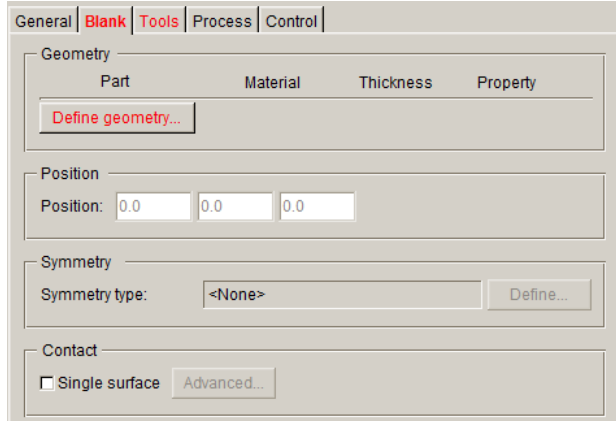 General Blank Tools Process Control
Geometry
Part Material Thickness Property
Define geometry...
Position
Position: 0.0 0.0 0.0
Symmetry
Symmetry type: <None> Define...
Contact
Single surface Advanced...